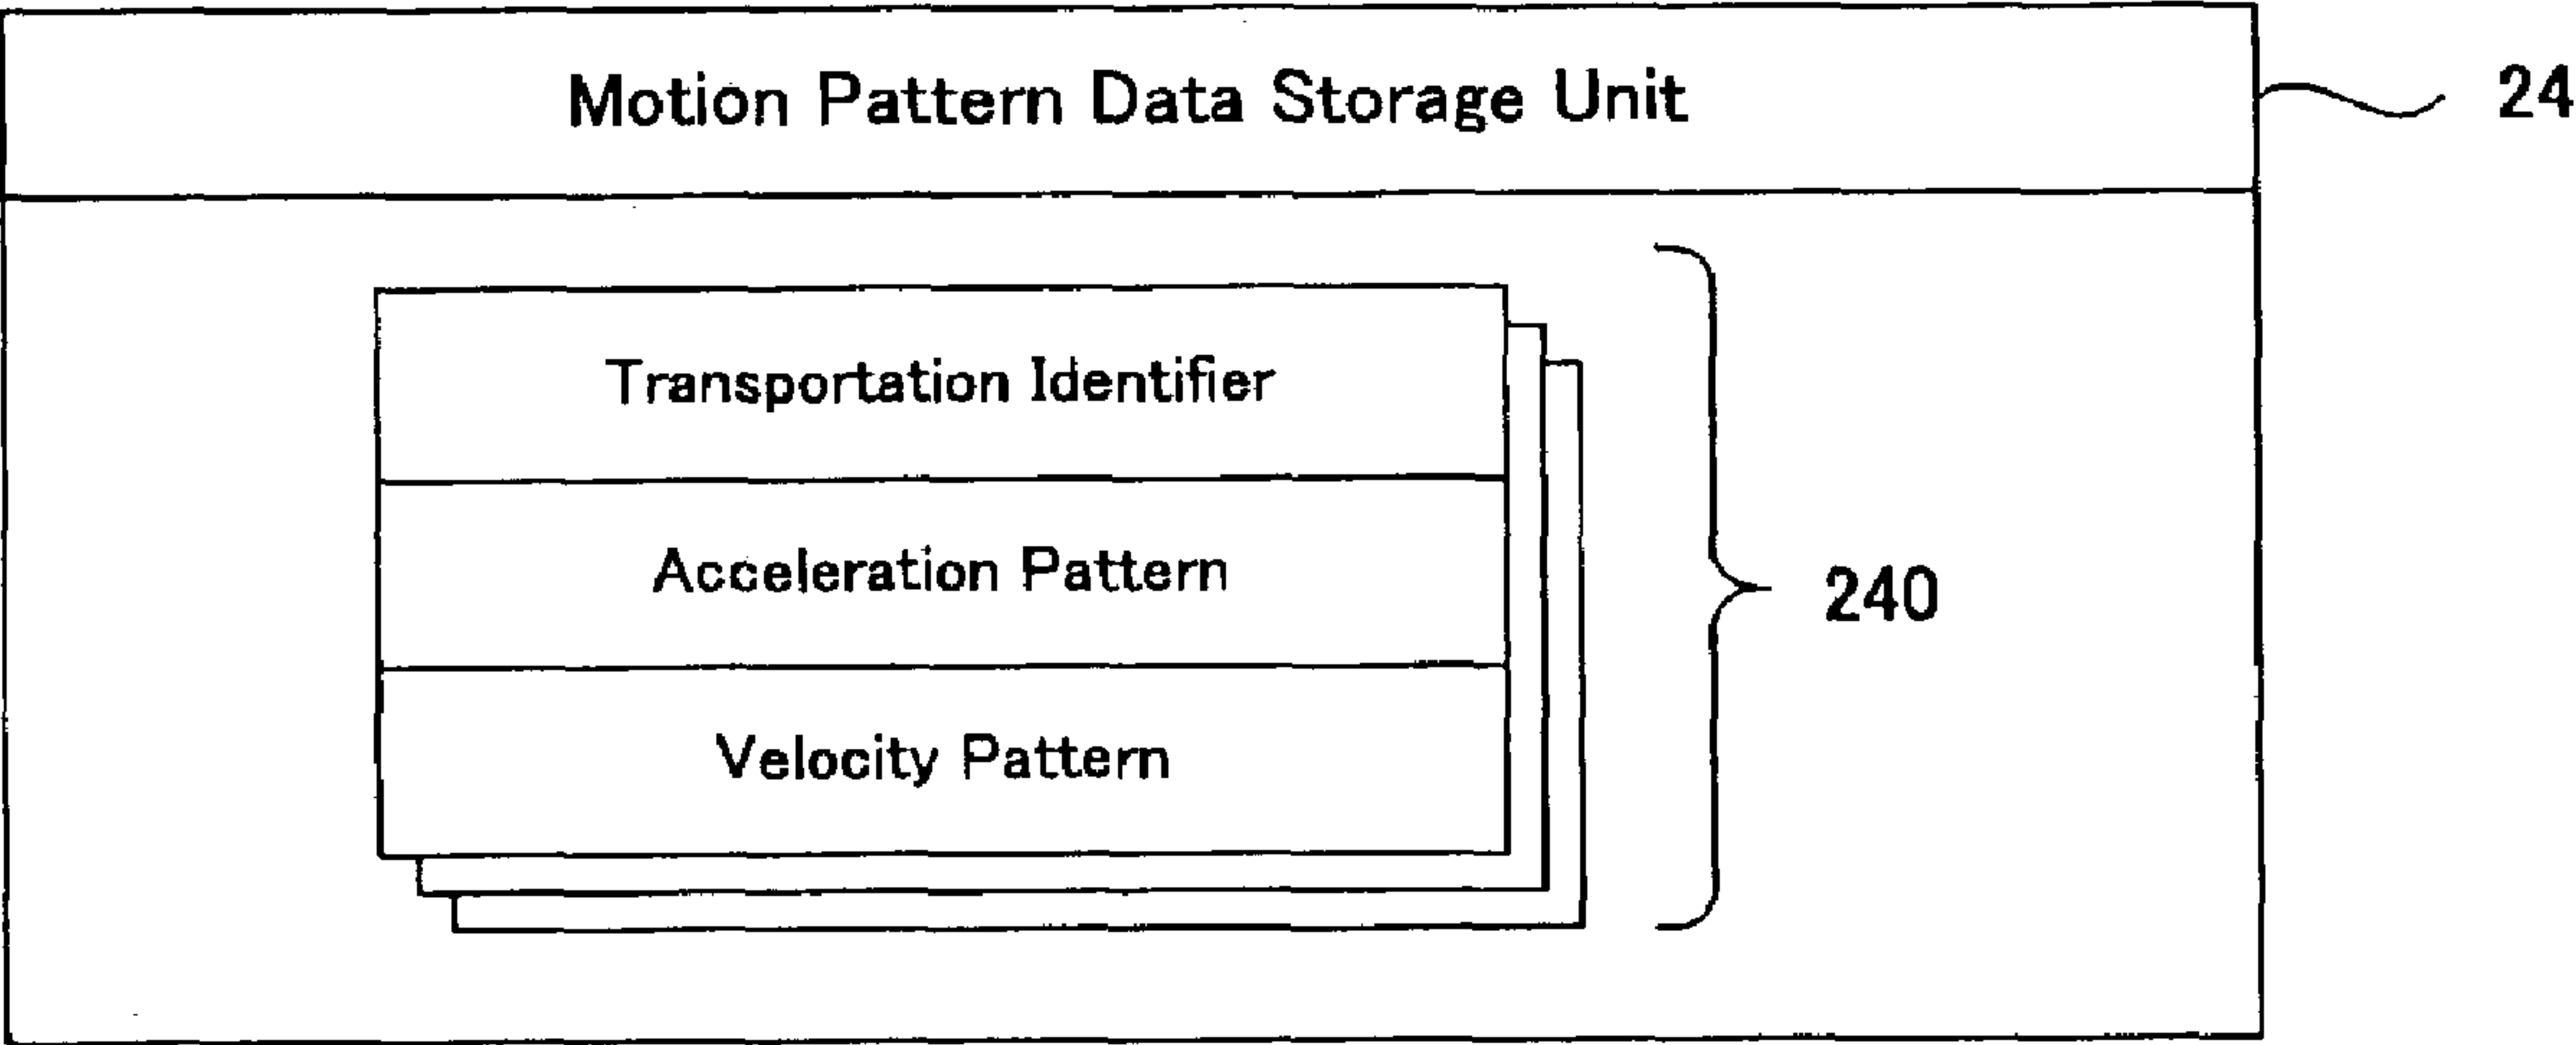 Motion Pattern Data Storage Unit
24
Transportation Identifier
Acceleration Pattern
240
Velocity Pattern